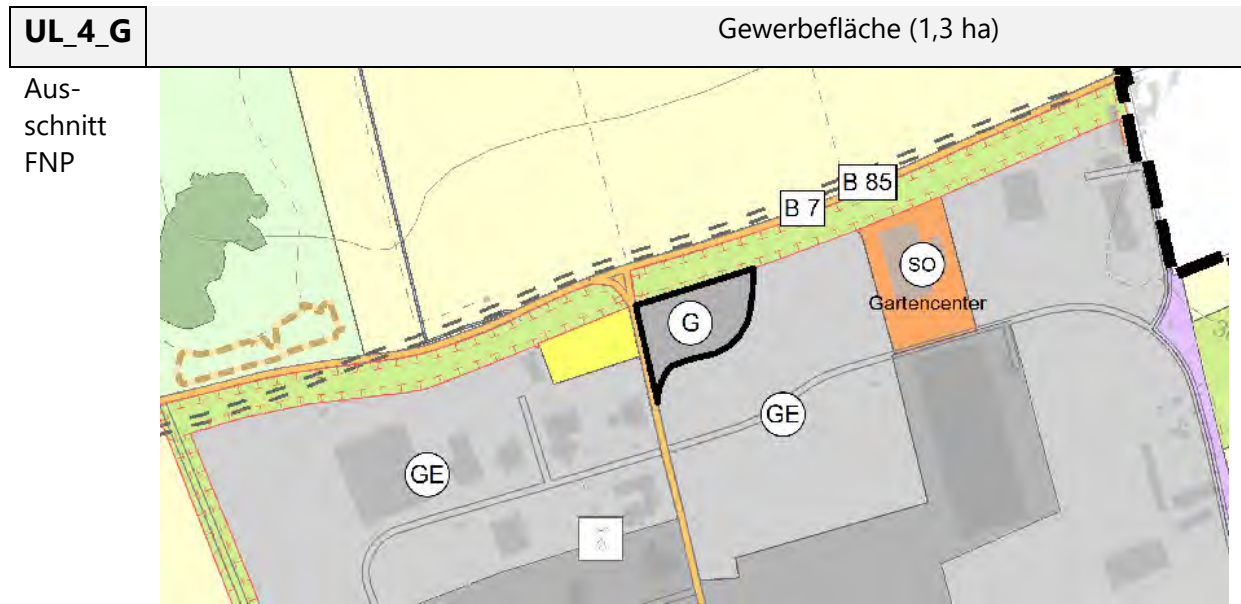 UL_4_G
Gewerbefläche (1,3 ha)
Aus-
schnitt
FNP
B 85
B 7
SO
Gartencenter
G
GE
GE